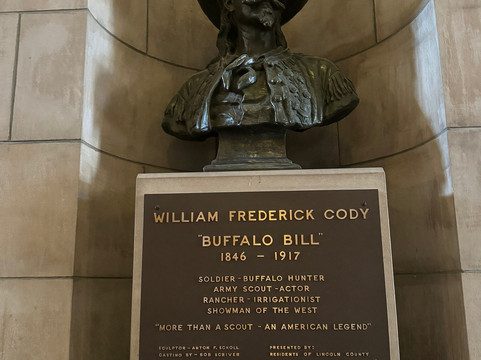 WILLIAM FREDERICK CODY
"BUFFALO BILL"
1846 - 1917
SOLDIER - BUFFALO HUNTER
ARMY SCOUT - ACTOR
RANCHER - IRRIGATIONIST
SHOWMAN OF THE WEST
"MORE THAN A SCOUT - AN AMERICAN LEGEND"
SCULPTOR - ANTON P. SCHOLL
CASTING BY - BOB SCRIVER
PRESENTED BY:
RESIDENTS OF LINCOLN COUNTY